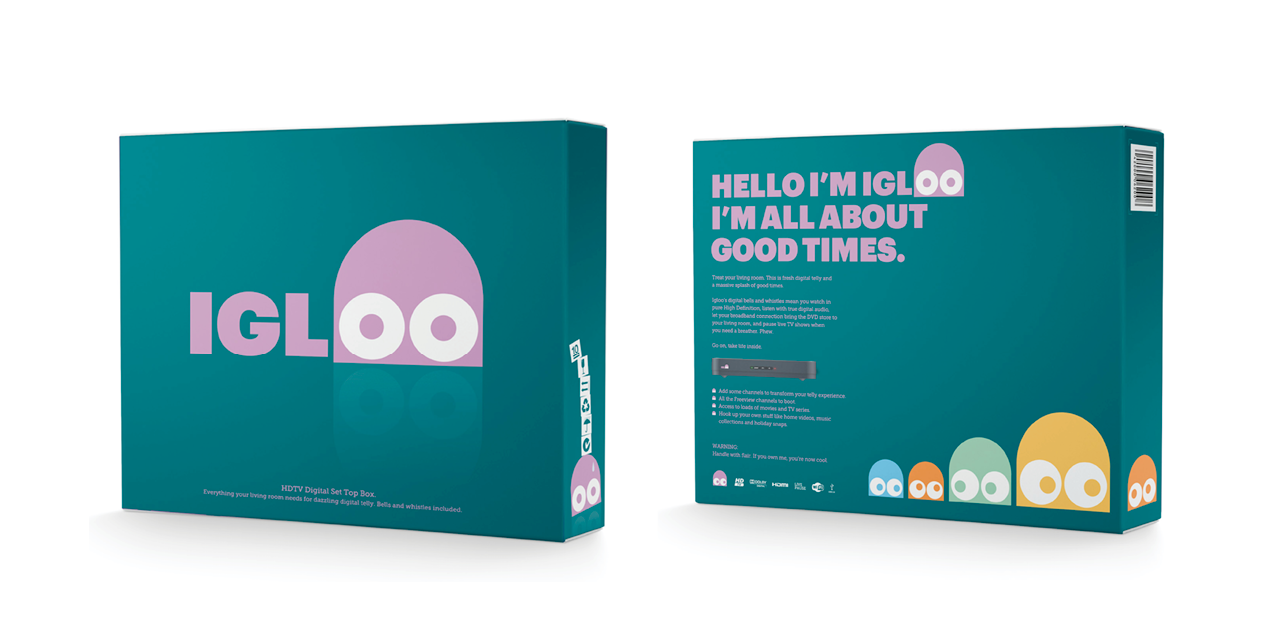 IGLOO
HDTV Digital Set Top Box.
Everything your living room needs for dazzling digital telly. Bells and whistles included.
HELLO I'M IGLOO
I'M ALL ABOUT
GOOD TIMES.
Treat your living room. This is fresh digital telly and
a massive splash of good times.
Igloo's digital bells and whistles mean you watch in
pure High Definition, listen with true digital audio,
let your broadband connection bring the DVD store to
your living room, and pause live TV shows when
you need a breather. Phew.
Go on, take bite inside.
Add some channels to transform your telly experience.
All the Freeview channels to boot.
Access to loads of movies and TV series.
Hook up your own stuff like home videos, music
collections and holiday snaps.
WARNING:
Handle with flair. If you own me, you're now cool.
HD
DOLBY
HDMI
LIVE
PAUSE
WiFi